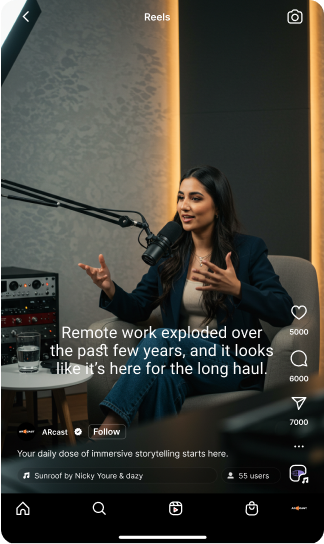 Reels
Remote work exploded over
the past few years, and it looks
like it's here for the long haul.
5000
6000
7000
ARCAST ARcast Follow
Your daily dose of immersive storytelling starts here.
Sunroof by Nicky Youre & dazy 55 users
ARCAST